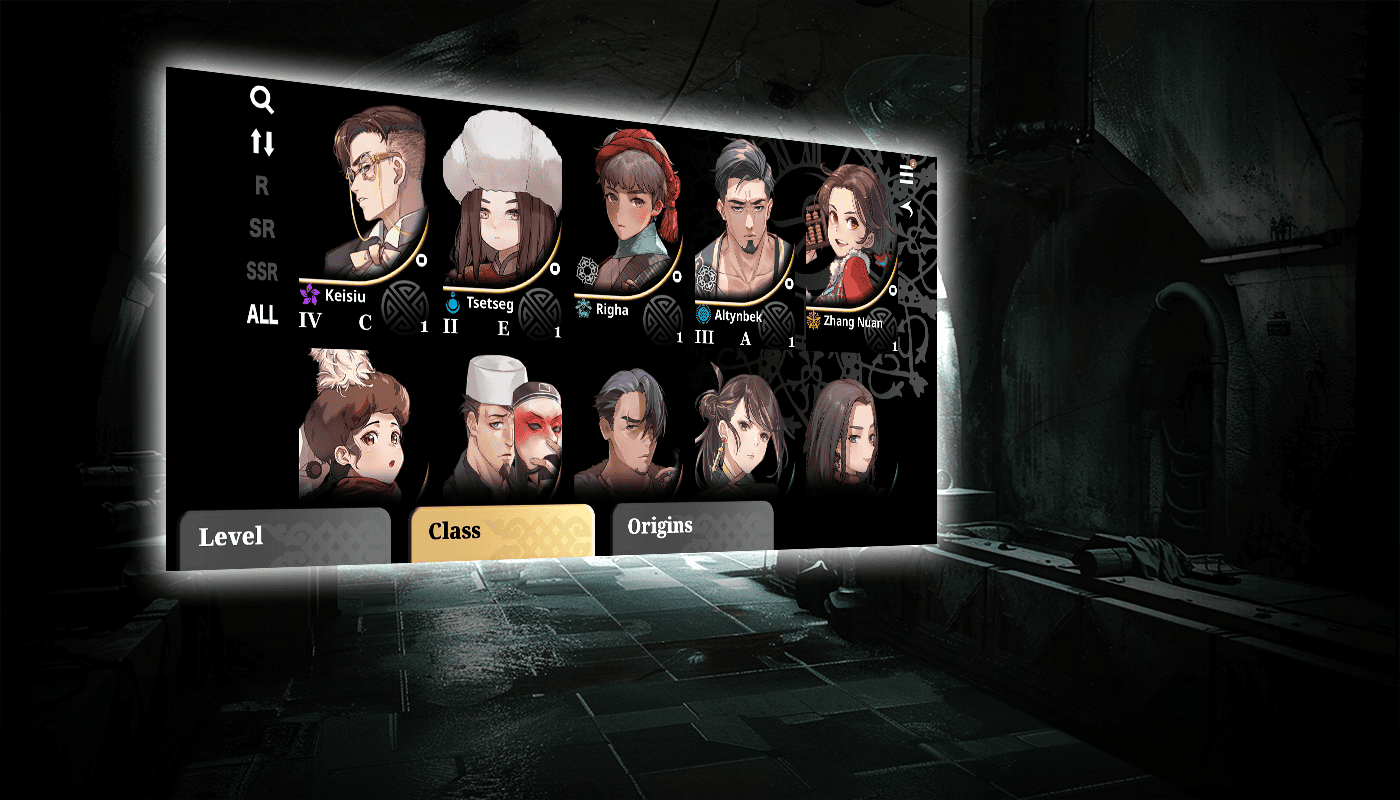 R
SR
SSR
ALL
Keisiu
IV C 1
Tsetseg
II E 1
Righa
1
Altynbek
III A 1
Zhang Nuan
1
Level
Class
Origins